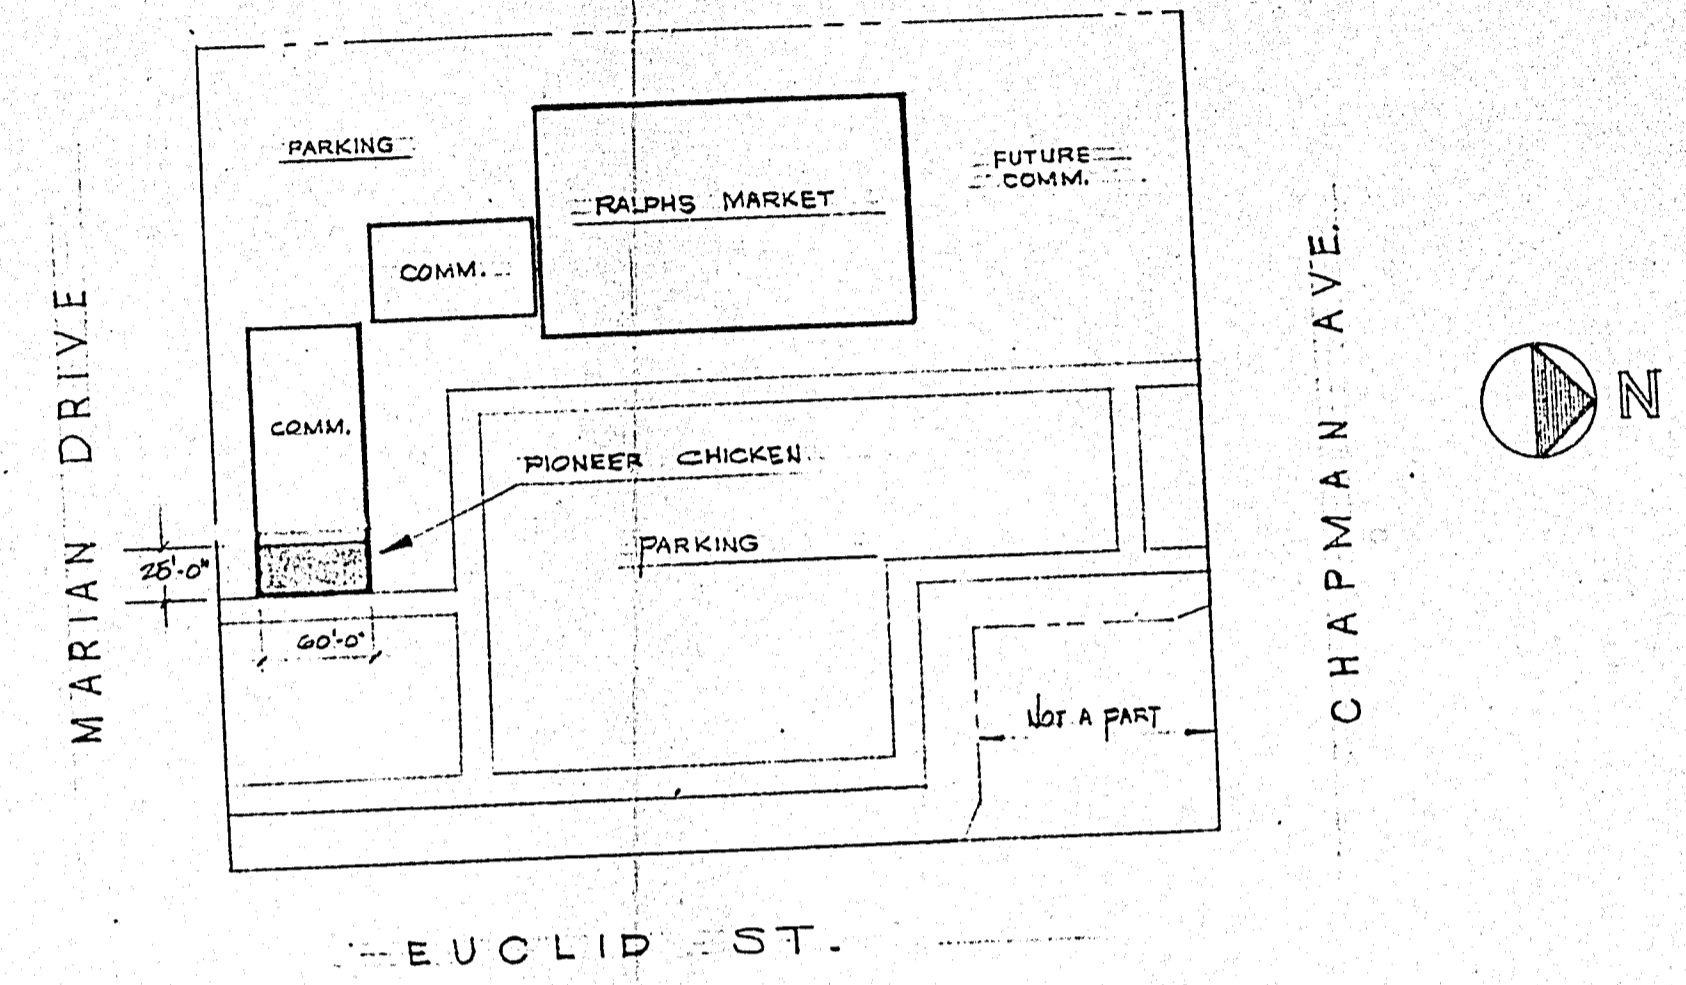 PARKING
RALPHS MARKET
FUTURE
COMM.
COMM.
COMM.
PIONEER CHICKEN
PARKING
25'-0"
60'-0"
NOT A PART
MARIAN DRIVE
CHAPMAN AVE.
N
EUCLID ST.